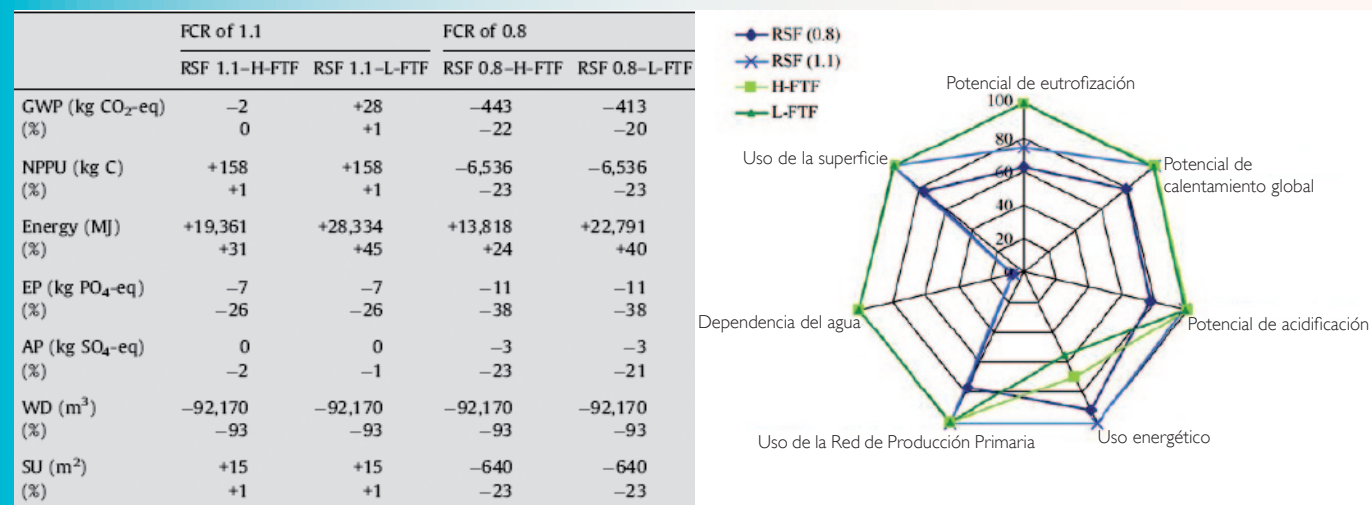 FCR of 1.1 FCR of 0.8
RSF 1.1–H-FTF RSF 1.1–L-FTF RSF 0.8–H-FTF RSF 0.8–L-FTF
GWP (kg CO₂-eq) −2 +28 −443 −413
(%) 0 +1 −22 −20
NPPU (kg C) +158 +158 −6,536 −6,536
(%) +1 +1 −23 −23
Energy (MJ) +19,361 +28,334 +13,818 +22,791
(%) +31 +45 +24 +40
EP (kg PO₄-eq) −7 −7 −11 −11
(%) −26 −26 −38 −38
AP (kg SO₄-eq) 0 0 −3 −3
(%) −2 −1 −23 −21
WD (m³) −92,170 −92,170 −92,170 −92,170
(%) −93 −93 −93 −93
SU (m²) +15 +15 −640 −640
(%) +1 +1 −23 −23
RSF (0.8)
RSF (1.1)
H-FTF
L-FTF
Potencial de eutrofización
100
80
60
40
20
0
Uso de la superficie
Potencial de
calentamiento global
Dependencia del agua
Potencial de acidificación
Uso de la Red de Producción Primaria
Uso energético